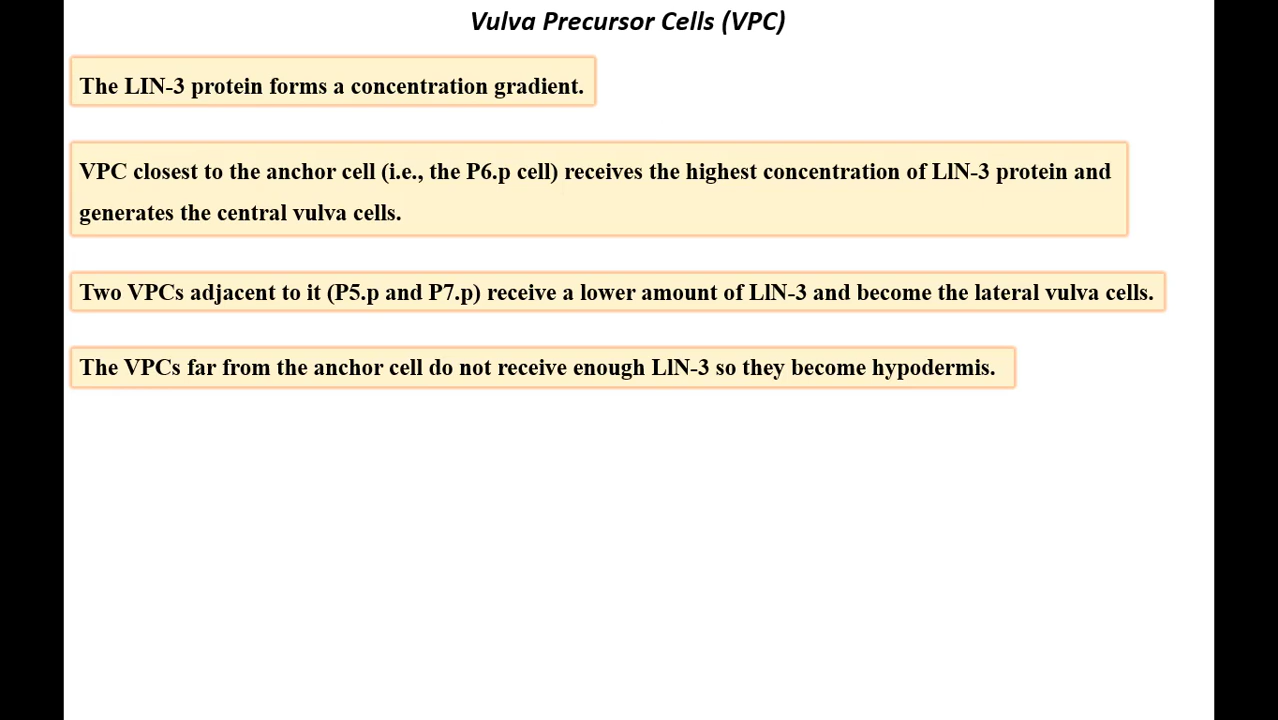 Vulva Precursor Cells (VPC)
The LIN-3 protein forms a concentration gradient.
VPC closest to the anchor cell (i.e., the P6.p cell) receives the highest concentration of LlN-3 protein and
generates the central vulva cells.
Two VPCs adjacent to it (P5.p and P7.p) receive a lower amount of LlN-3 and become the lateral vulva cells.
The VPCs far from the anchor cell do not receive enough LlN-3 so they become hypodermis.